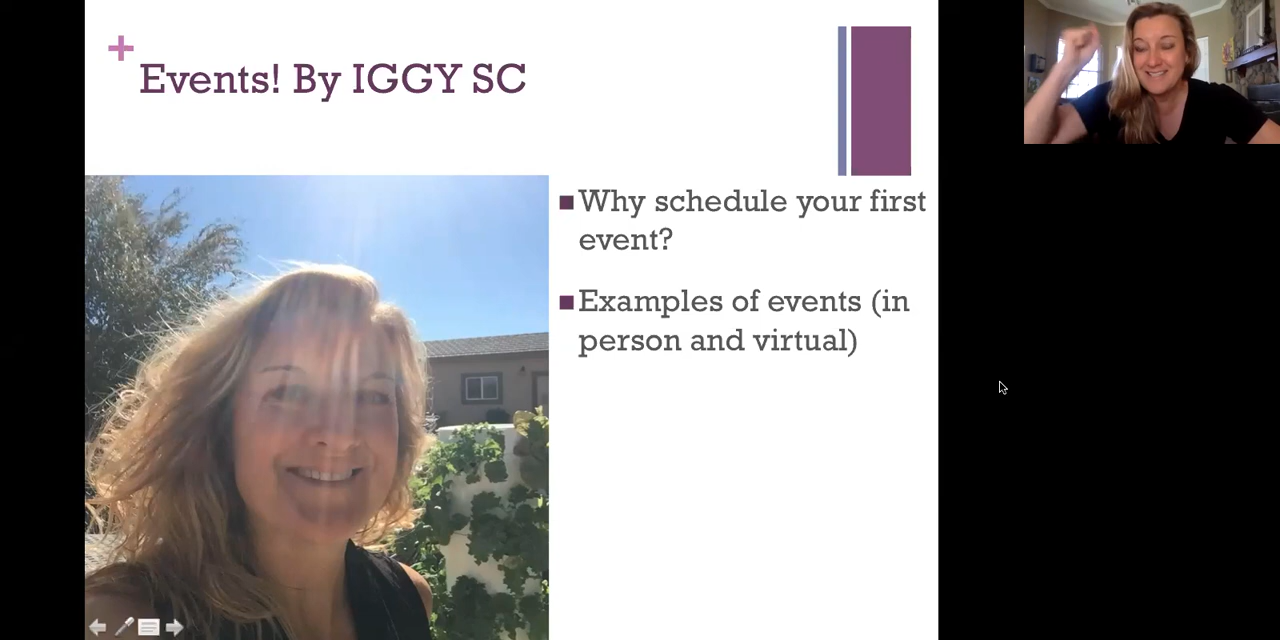 Events! By IGGY SC
Why schedule your first
event?
Examples of events (in
person and virtual)